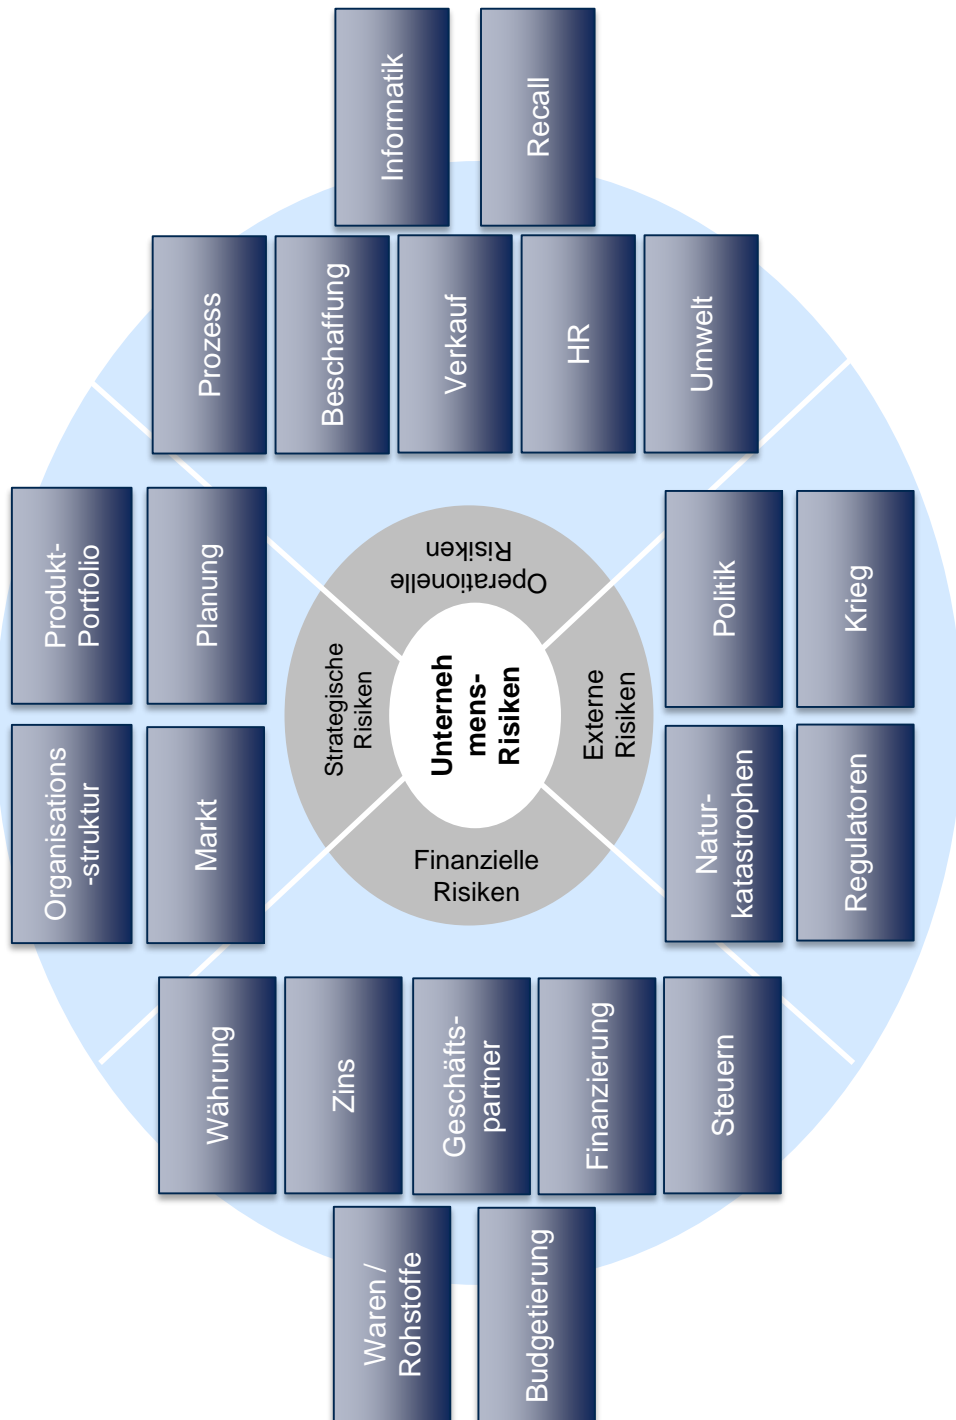 Organisations
-struktur
Produkt-
Portfolio
Markt
Planung
Währung
Zins
Geschäfts-
partner
Finanzierung
Steuern
Waren /
Rohstoffe
Budgetierung
Strategische
Risiken
Finanzielle
Risiken
Unterneh
mens-
Risiken
Operationelle
Risiken
Externe
Risiken
Prozess
Beschaffung
Verkauf
HR
Umwelt
Informatik
Recall
Natur-
katastrophen
Politik
Regulatoren
Krieg